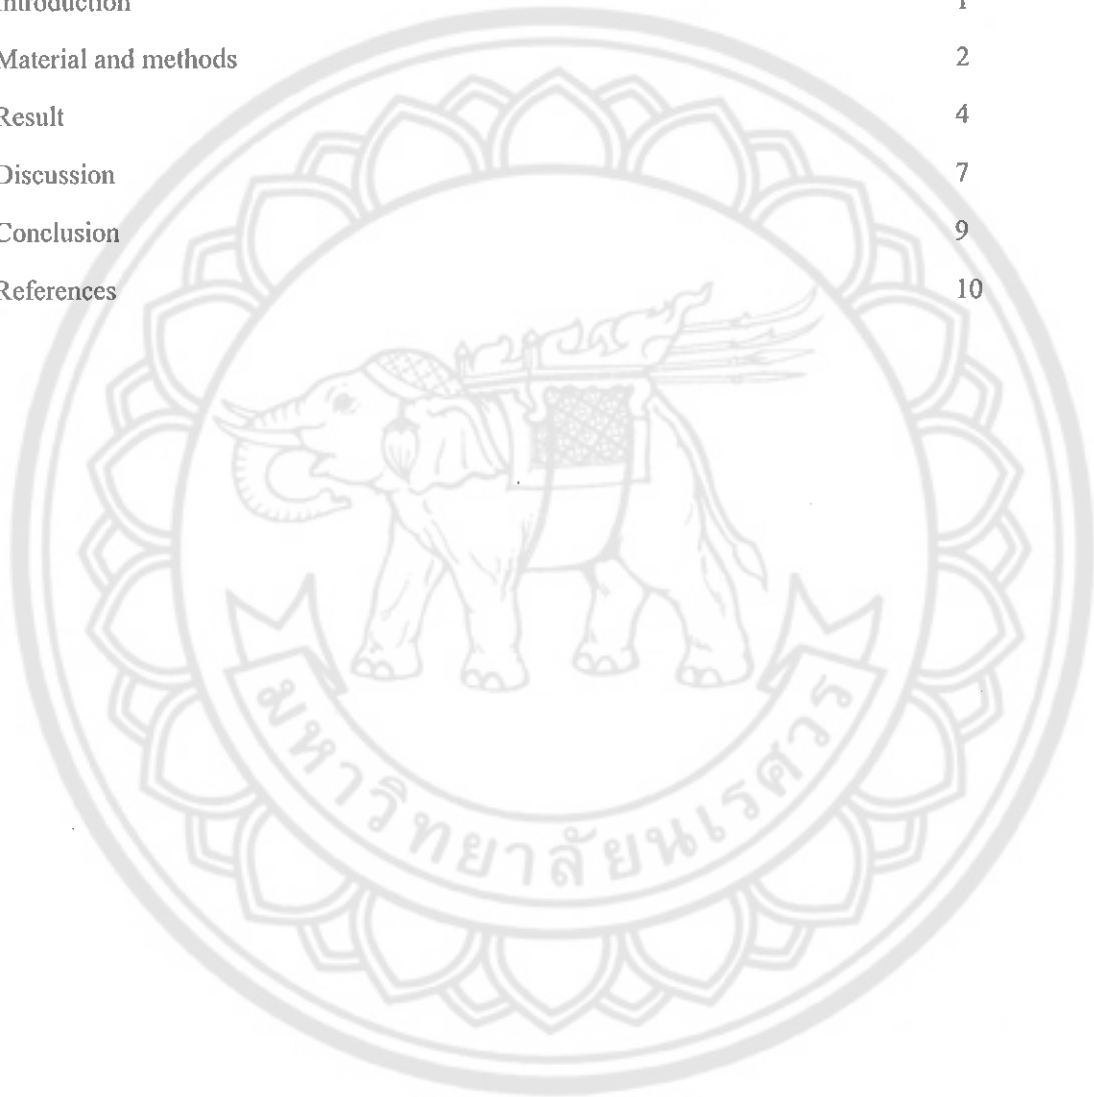 Introduction 1
Material and methods 2
Result 4
Discussion 7
Conclusion 9
References 10
มหาวิทยาลัยนเรศวร